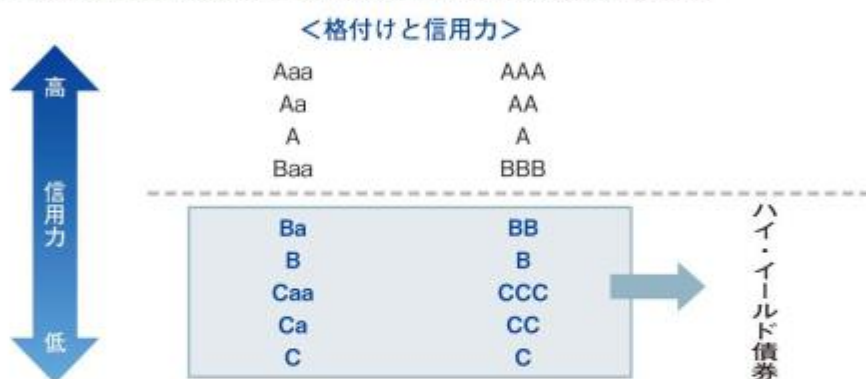 <格付けと信用力>
高
信用力
低
Aaa AAA
Aa AA
A A
Baa BBB
Ba BB
B B
Caa CCC
Ca CC
C C
ハイ・イールド債券